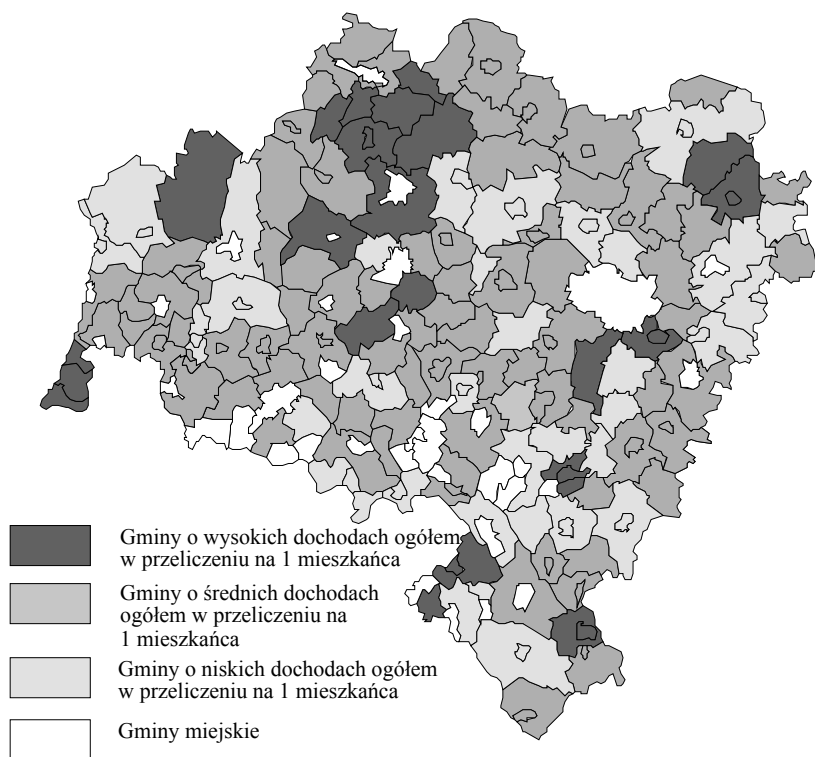 Gminy o wysokich dochodach ogółem
w przeliczeniu na 1 mieszkańca
Gminy o średnich dochodach
ogółem w przeliczeniu na
1 mieszkańca
Gminy o niskich dochodach ogółem
w przeliczeniu na 1 mieszkańca
Gminy miejskie